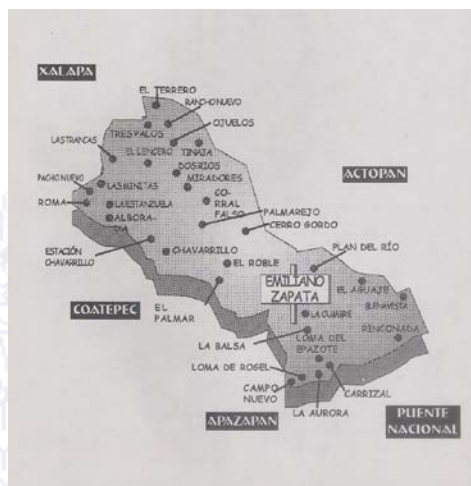 XALAPA
EL TERRERO
RANCHO NUEVO
TRES PALOS
OJUELOS
LAS TRANCAS
EL LENCERO
TINAJA
DOS RIOS
MIRADORES
ACTOPAN
PACHO NUEVO
LAS MINITAS
ROMA
LA ESTANZUELA
CO-
RRAL
FALSO
ALBORA-
DA
PALMAREJO
CERRO GORDO
ESTACIÓN
CHAVARRILLO
CHAVARRILLO
PLAN DEL RÍO
EL ROBLE
EMILIANO
ZAPATA
EL AGUAJE
BUENAVISTA
COATEPEC
EL
PALMAR
LA CUMBRE
LA BALSA
LOMA DEL
EPAZOTE
RINCONADA
LOMA DE ROGEL
CAMPO
NUEVO
CARRIZAL
LA AURORA
APAZAPAN
PUENTE
NACIONAL